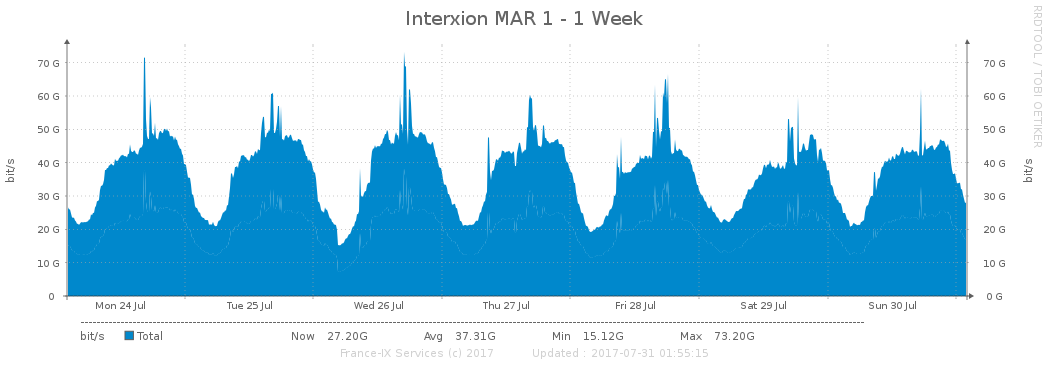 Interxion MAR 1 - 1 Week
RRDTOOL / TOBI OETIKER
bit/s
70 G 70 G
60 G 60 G
50 G 50 G
40 G 40 G
30 G 30 G
20 G 20 G
10 G 10 G
0 0 G
bit/s
Mon 24 Jul Tue 25 Jul Wed 26 Jul Thu 27 Jul Fri 28 Jul Sat 29 Jul Sun 30 Jul
bit/s Total Now 27.20G Avg 37.31G Min 15.12G Max 73.20G
France-IX Services (c) 2017 Updated : 2017-07-31 01:55:15